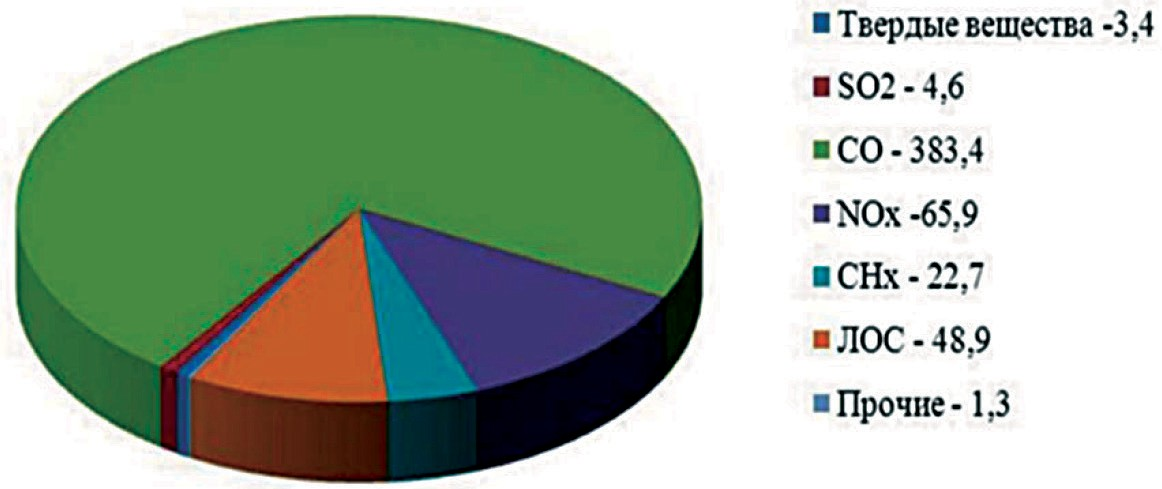 Твердые вещества -3,4
SO2 - 4,6
CO - 383,4
NOx -65,9
CHx - 22,7
ЛОС - 48,9
Прочие - 1,3